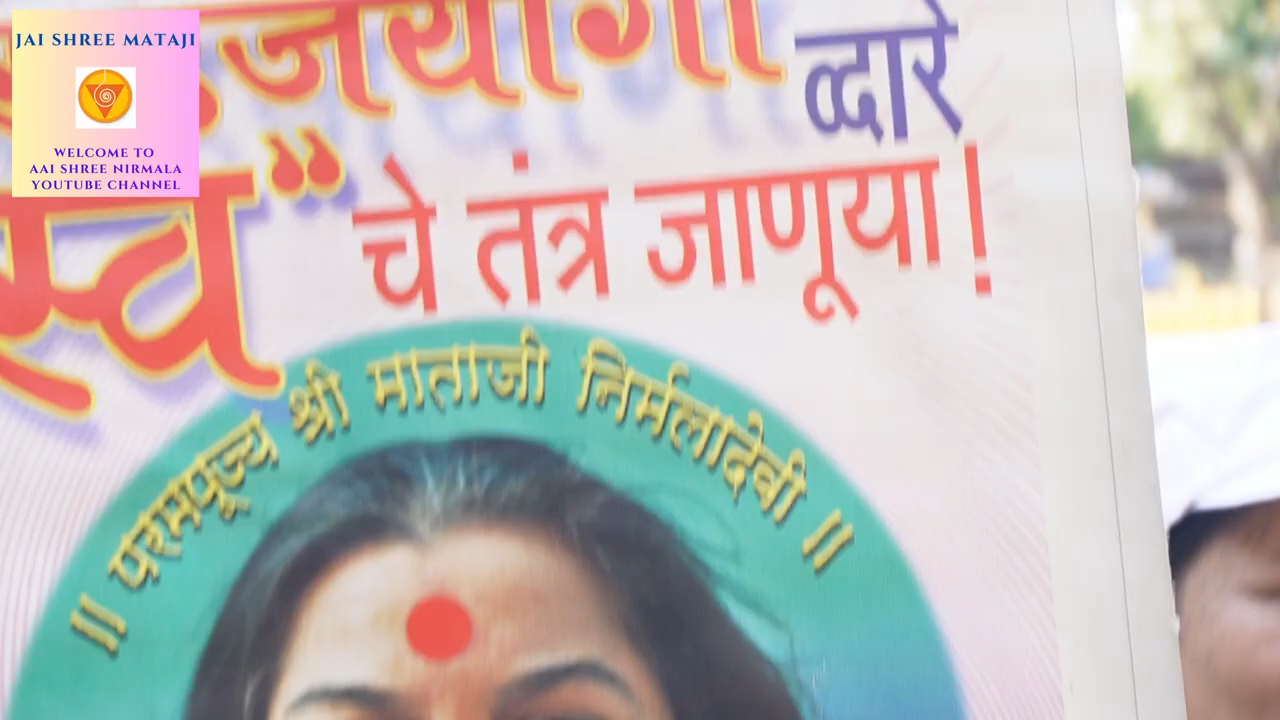 JAI SHREE MATAJI
WELCOME TO
AAI SHREE NIRMALA
YOUTUBE CHANNEL
द्वारे
स्व” चे तंत्र जाणूया!
॥ परमपूज्य श्री माताजी निर्मलादेवी ॥